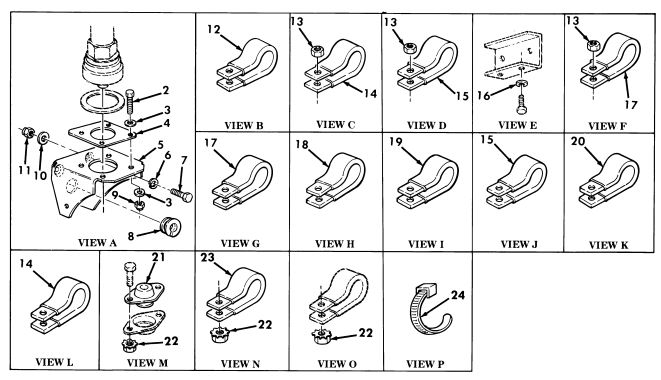 2
3
4
5
6
7
11
10
9
3
8
VIEW A
12
VIEW B
13
14
VIEW C
13
15
VIEW D
16
VIEW E
13
17
VIEW F
17
VIEW G
18
VIEW H
19
VIEW I
15
VIEW J
20
VIEW K
14
VIEW L
21
22
VIEW M
23
22
VIEW N
22
VIEW O
24
VIEW P